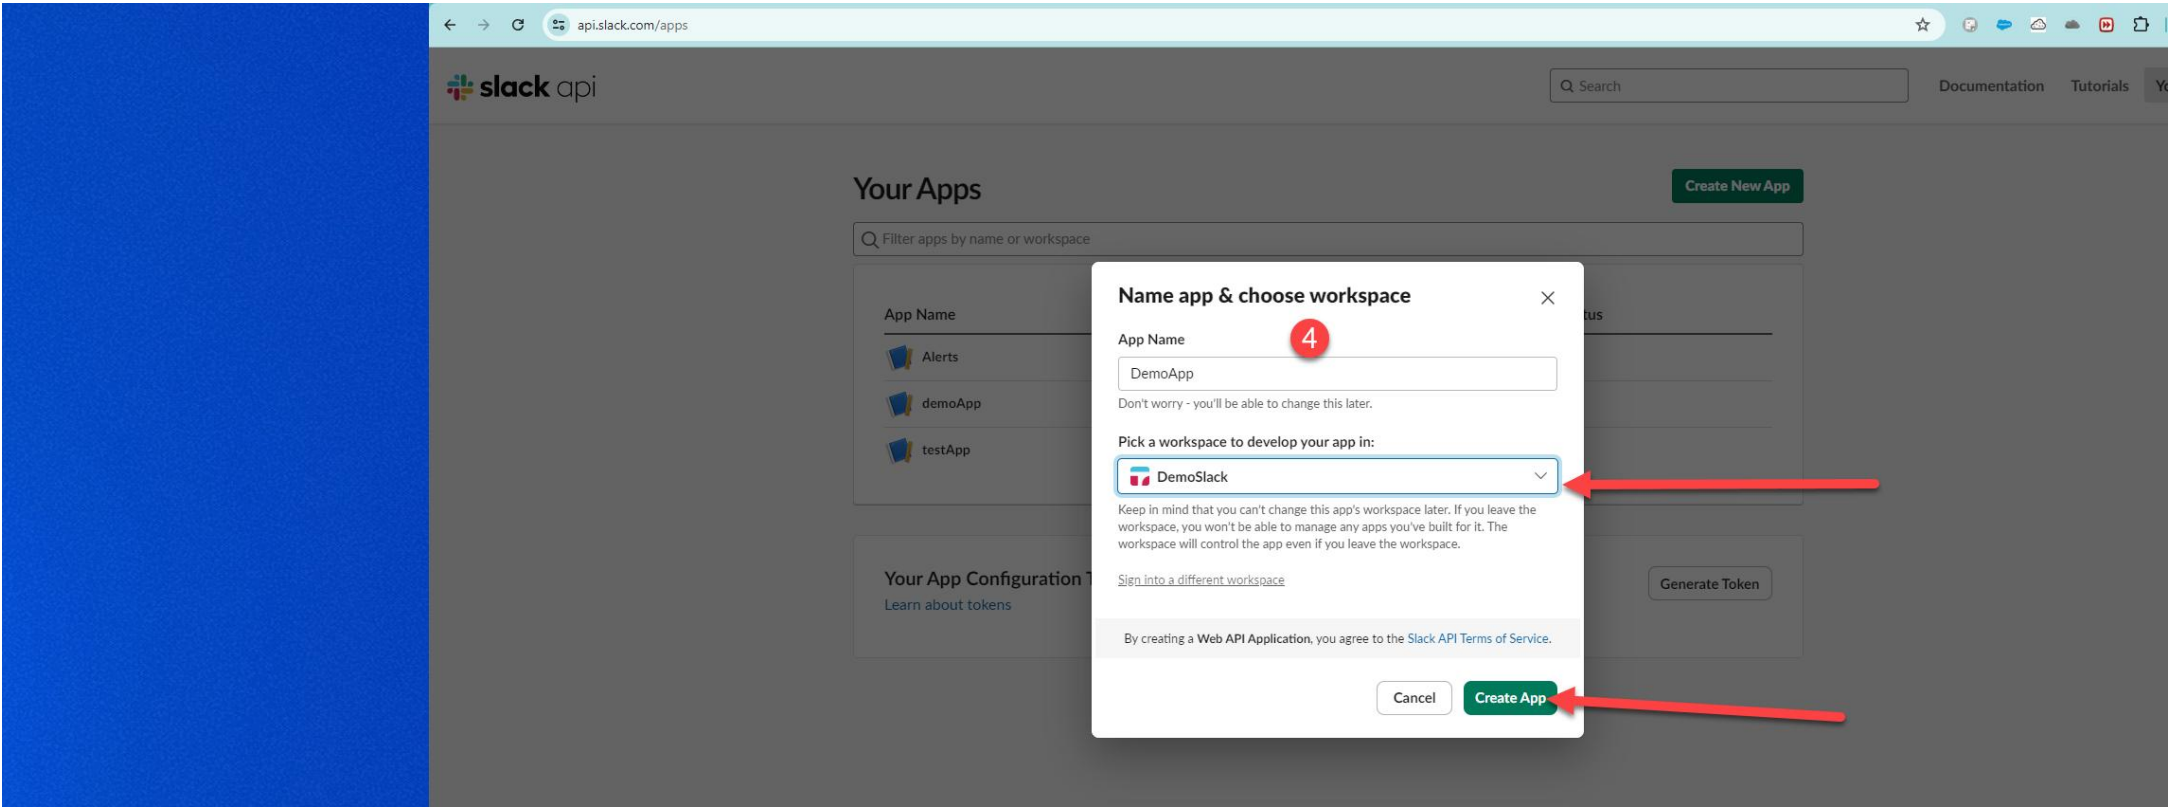 api.slack.com/apps
slack api
Search
Documentation
Tutorials
Your Apps
Create New App
Filter apps by name or workspace
Name app & choose workspace
App Name
tus
4
App Name
DemoApp
Don't worry - you'll be able to change this later.
Alerts
demoApp
testApp
Pick a workspace to develop your app in:
DemoSlack
Keep in mind that you can't change this app's workspace later. If you leave the
workspace, you won't be able to manage any apps you've built for it. The
workspace will control the app even if you leave the workspace.
Sign into a different workspace
Your App Configuration
Learn about tokens
Generate Token
By creating a Web API Application, you agree to the Slack API Terms of Service.
Cancel
Create App